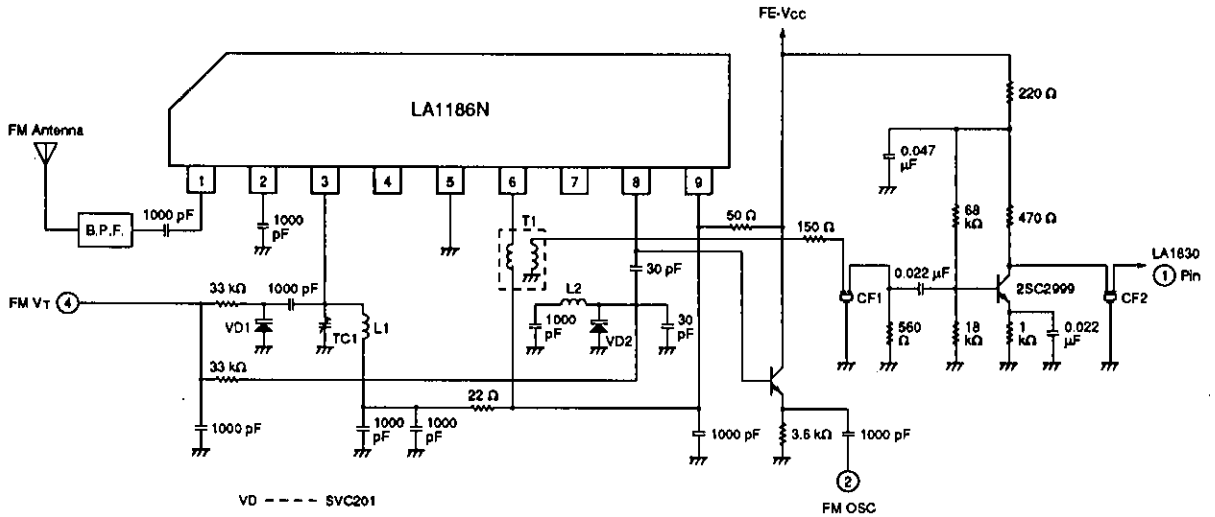 FE-VCC
LA1186N
FM Antenna
220 Ω
0.047
μF
1
2
3
4
5
6
7
8
9
B.P.F.
1000 pF
1000
pF
T1
50 Ω
150 Ω
68
kΩ
470 Ω
LA1830
1 Pin
30 pF
0.022 μF
2SC2999
CF1
CF2
FM VT 4
33 kΩ
1000 pF
VD1
TC1
L1
L2
1000
pF
VD2
30
pF
560
Ω
18
kΩ
1
kΩ
0.022
μF
33 kΩ
22 Ω
1000 pF
1000
pF
1000
pF
1000 pF
3.6 kΩ
1000 pF
2
FM OSC
VD ---- SVC201